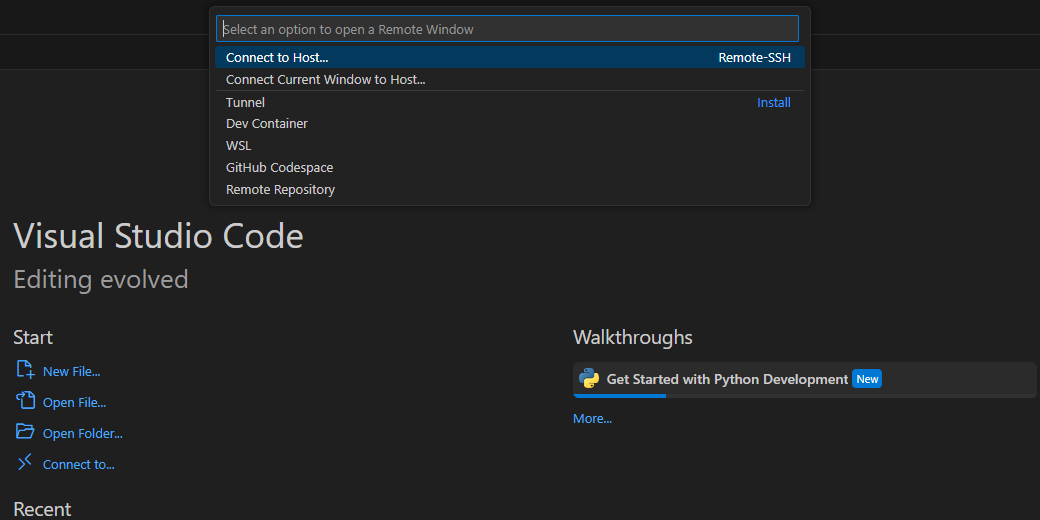 Select an option to open a Remote Window
Connect to Host... Remote-SSH
Connect Current Window to Host...
Tunnel Install
Dev Container
WSL
GitHub Codespace
Remote Repository
Visual Studio Code
Editing evolved
Start
New File...
Open File...
Open Folder...
Connect to...
Recent
Walkthroughs
Get Started with Python Development New
More...